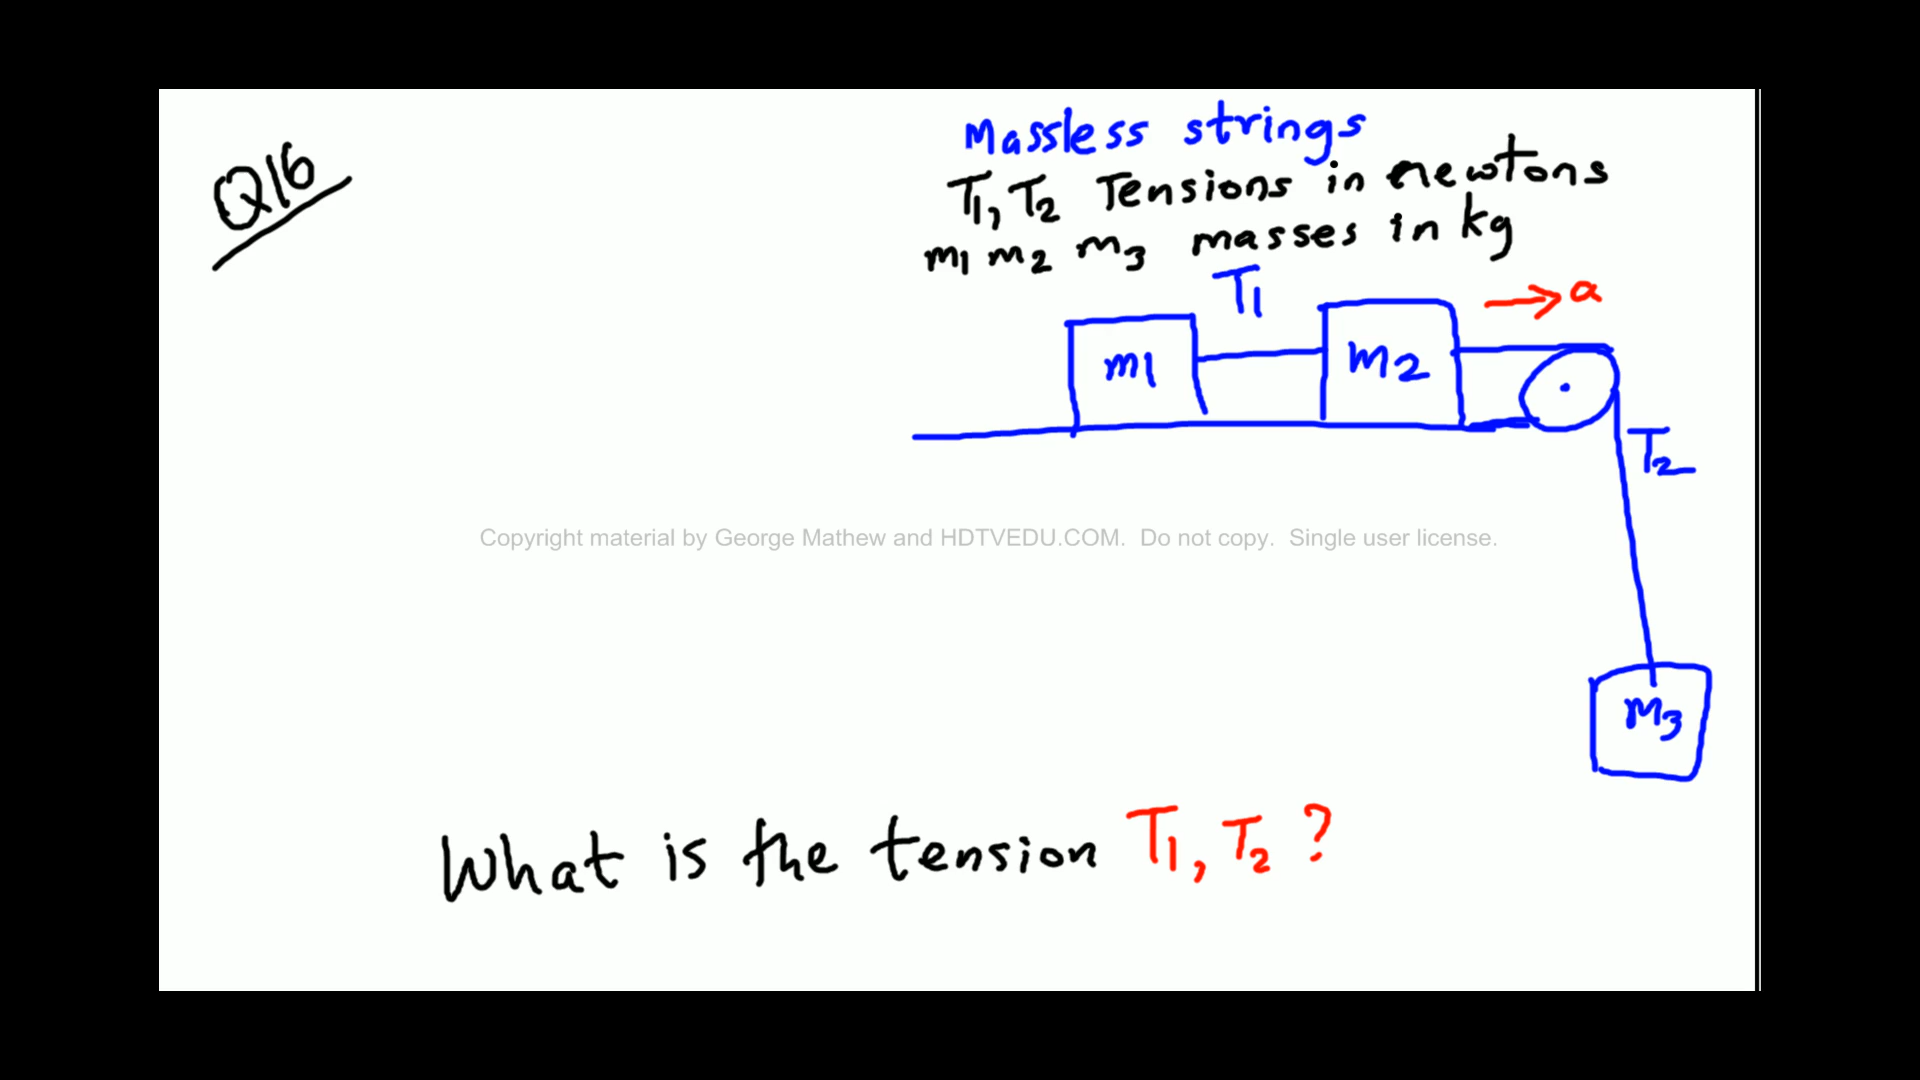 Q16
Massless strings
T1, T2 Tensions in newtons
m1 m2 m3 masses in kg
T1
a
m1
m2
T2
Copyright material by George Mathew and HDTVEDU.COM.  Do not copy.  Single user license.
m3
What is the tension T1, T2 ?